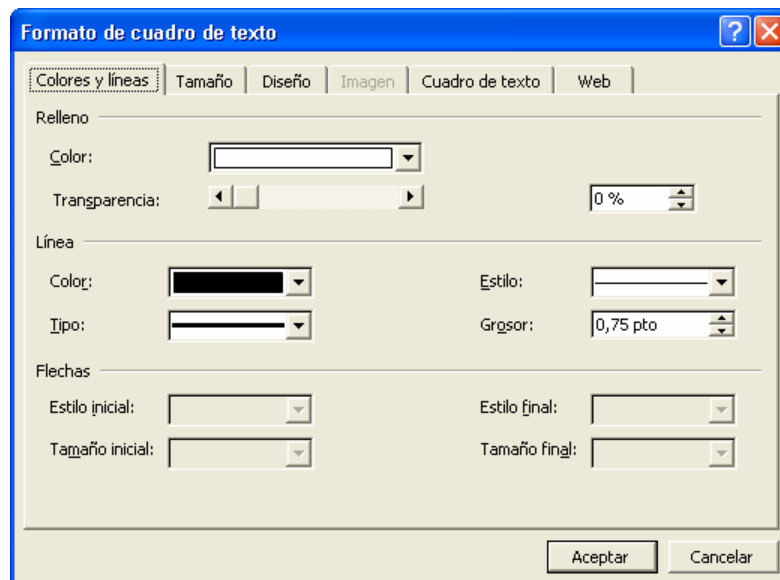 Formato de cuadro de texto
Colores y líneas Tamaño Diseño Imagen Cuadro de texto Web
Relleno
Color:
Transparencia: 0 %
Línea
Color: Estilo:
Tipo: Grosor: 0,75 pto
Flechas
Estilo inicial: Estilo final:
Tamaño inicial: Tamaño final:
Aceptar Cancelar